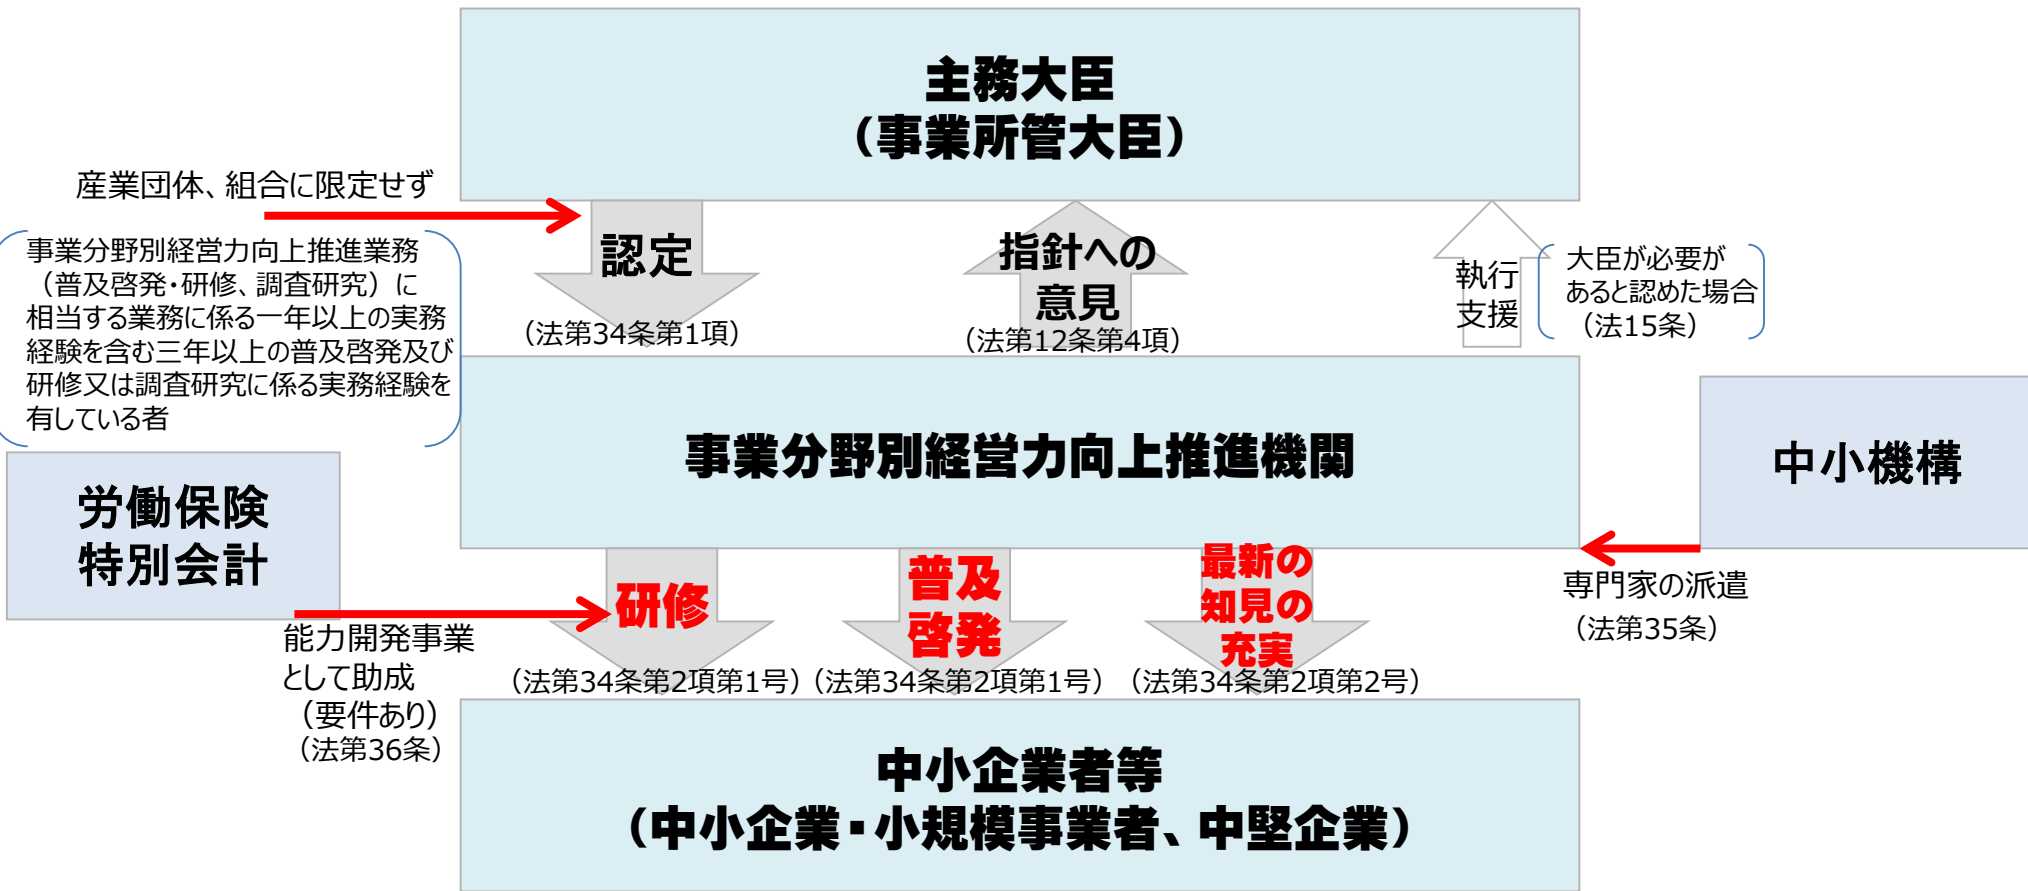 主務大臣
（事業所管大臣）
産業団体、組合に限定せず
事業分野別経営力向上推進業務
（普及啓発・研修、調査研究）に
相当する業務に係る一年以上の実務
経験を含む三年以上の普及啓発及び
研修又は調査研究に係る実務経験を
有している者
認定
（法第34条第1項）
指針への
意見
（法第12条第4項）
執行
支援
大臣が必要が
あると認めた場合
（法15条）
事業分野別経営力向上推進機関
中小機構
専門家の派遣
（法第35条）
労働保険
特別会計
能力開発事業
として助成
（要件あり）
（法第36条）
研修
（法第34条第2項第1号）
普及
啓発
（法第34条第2項第1号）
最新の
知見の
充実
（法第34条第2項第2号）
中小企業者等
（中小企業・小規模事業者、中堅企業）